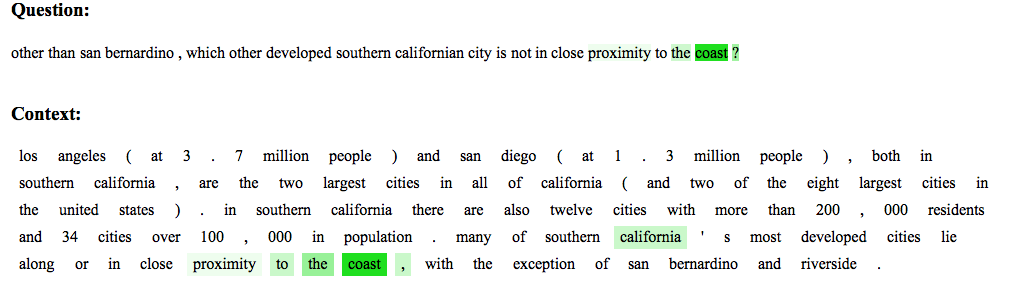 Question:
other than san bernardino , which other developed southern californian city is not in close proximity to the coast ?
Context:
los angeles ( at 3 . 7 million people ) and san diego ( at 1 . 3 million people ) , both in
southern california , are the two largest cities in all of california ( and two of the eight largest cities in
the united states ) . in southern california there are also twelve cities with more than 200 , 000 residents
and 34 cities over 100 , 000 in population . many of southern california ' s most developed cities lie
along or in close proximity to the coast , with the exception of san bernardino and riverside .